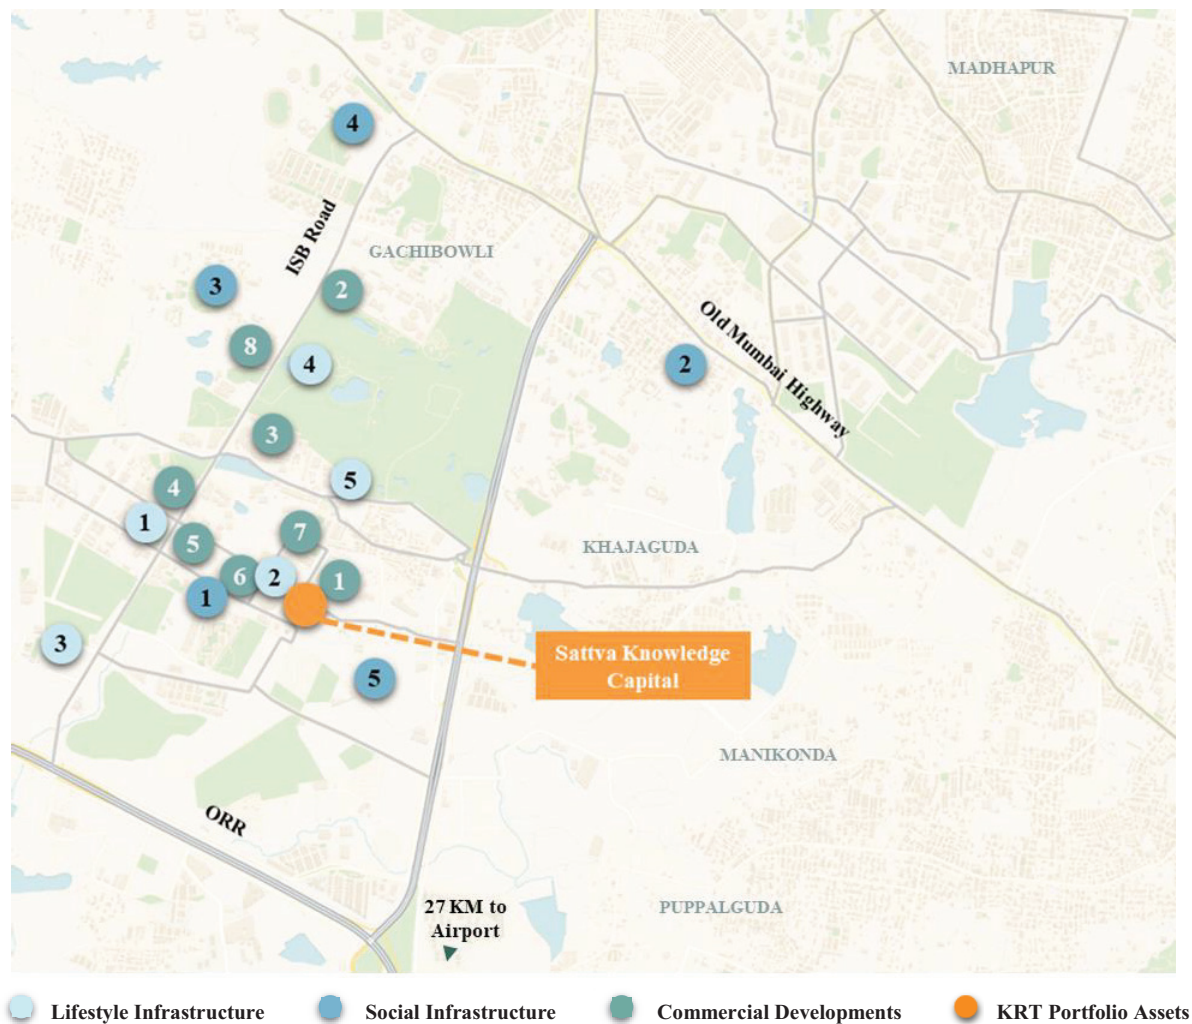 MADHAPUR
4
ISB Road
GACHIBOWLI
3
2
Old Mumbai Highway
8
4
2
3
5
4
1
7
5
KHAJAGUDA
6
2
1
1
3
Sattva Knowledge
Capital
5
MANIKONDA
ORR
27 KM to
Airport
PUPPALGUDA
Lifestyle Infrastructure
Social Infrastructure
Commercial Developments
KRT Portfolio Assets